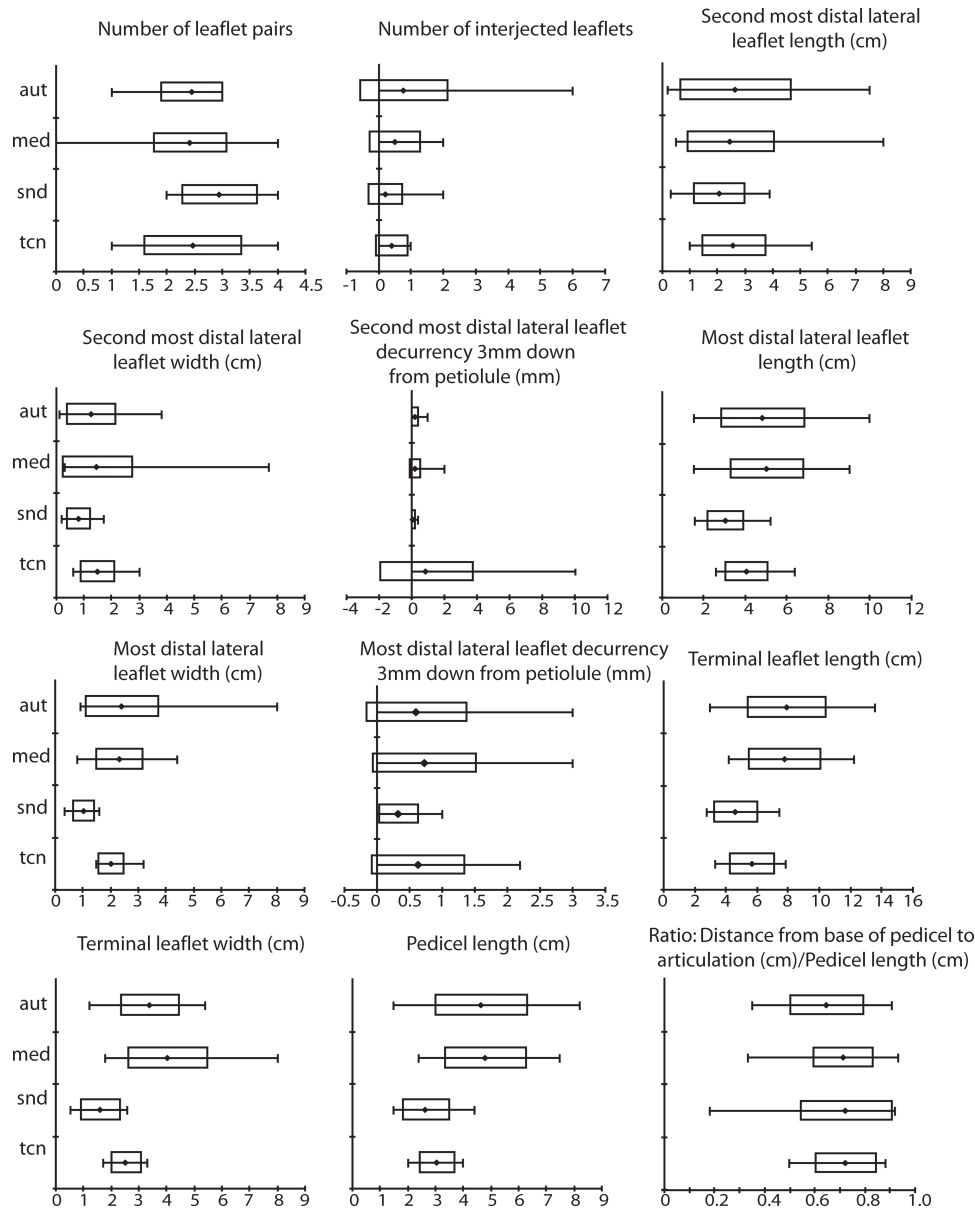 Number of leaflet pairs
Number of interjected leaflets
Second most distal lateral
leaflet length (cm)
aut
med
snd
tcn
0 0.5 1 1.5 2 2.5 3 3.5 4 4.5
-1 0 1 2 3 4 5 6 7
0 1 2 3 4 5 6 7 8 9
Second most distal lateral
leaflet width (cm)
Second most distal lateral leaflet
decurrency 3mm down
from petiolule (mm)
Most distal lateral leaflet
length (cm)
aut
med
snd
tcn
0 1 2 3 4 5 6 7 8 9
-4 -2 0 2 4 6 8 10 12
0 2 4 6 8 10 12
Most distal lateral
leaflet width (cm)
Most distal lateral leaflet decurrency
3mm down from petiolule (mm)
Terminal leaflet length (cm)
aut
med
snd
tcn
0 1 2 3 4 5 6 7 8 9
-0.5 0 0.5 1 1.5 2 2.5 3 3.5
0 2 4 6 8 10 12 14 16
Terminal leaflet width (cm)
Pedicel length (cm)
Ratio: Distance from base of pedicel to
articulation (cm)/Pedicel length (cm)
aut
med
snd
tcn
0 1 2 3 4 5 6 7 8 9
0 1 2 3 4 5 6 7 8 9
0 0.2 0.4 0.6 0.8 1.0